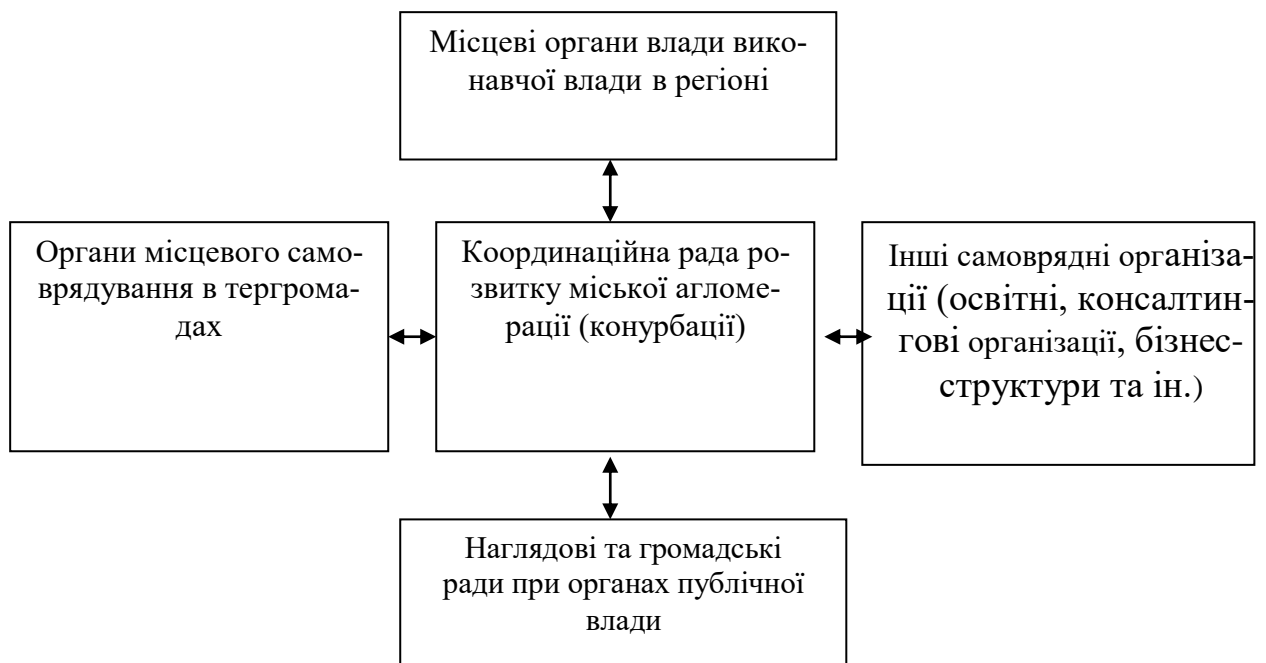 Місцеві органи влади вико-
навчої влади в регіоні
Органи місцевого само-
врядування в тергрома-
дах
Координаційна рада ро-
звитку міської агломе-
рації (конурбації)
Інші самоврядні організа-
ції (освітні, консалтин-
гові організації, бізнес-
структури та ін.)
Наглядові та громадські
ради при органах публічної
влади